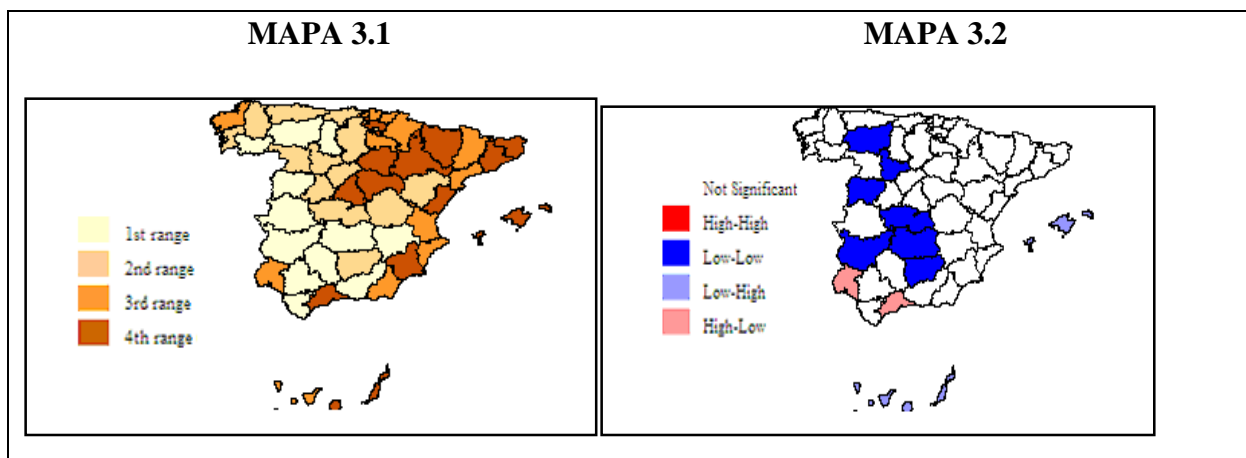 MAPA 3.1
1st range
2nd range
3rd range
4th range
MAPA 3.2
Not Significant
High-High
Low-Low
Low-High
High-Low